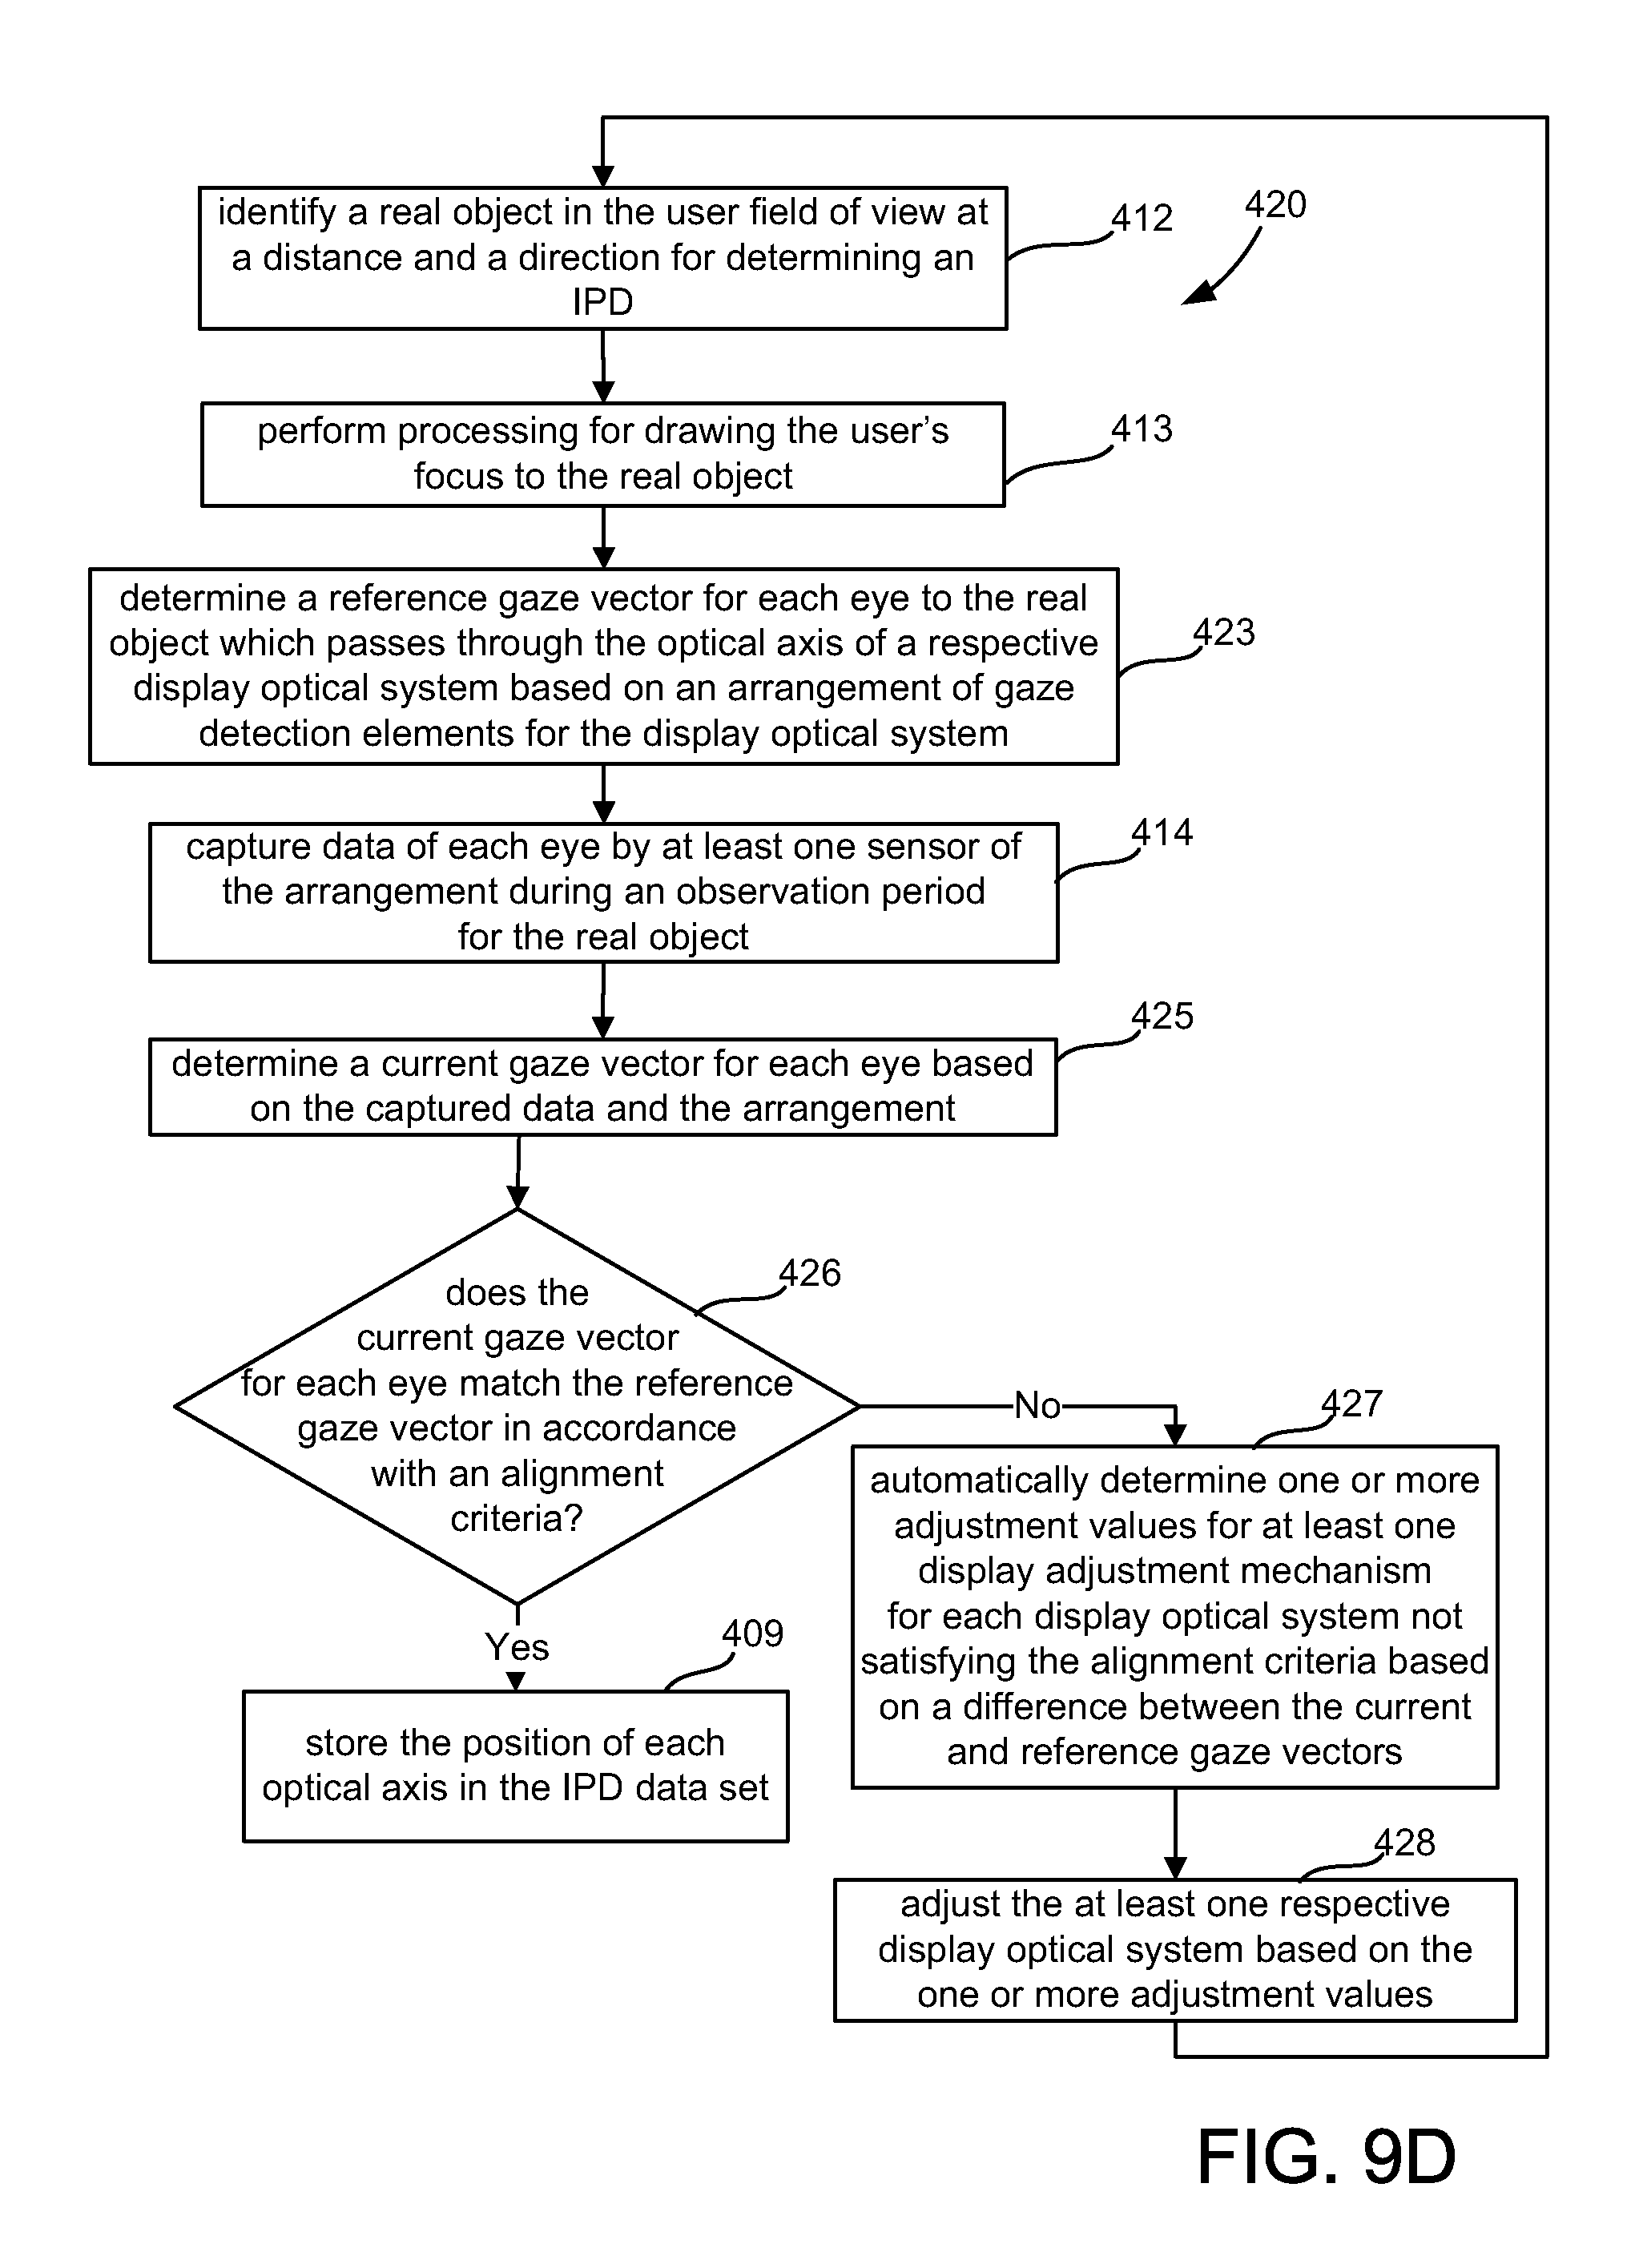 identify a real object in the user field of view at
a distance and a direction for determining an
IPD
412
420
perform processing for drawing the user’s
focus to the real object
413
determine a reference gaze vector for each eye to the real
object which passes through the optical axis of a respective
display optical system based on an arrangement of gaze
detection elements for the display optical system
423
capture data of each eye by at least one sensor of
the arrangement during an observation period
for the real object
414
determine a current gaze vector for each eye based
on the captured data and the arrangement
425
does the
current gaze vector
for each eye match the reference
gaze vector in accordance
with an alignment
criteria?
426
No
Yes
427
automatically determine one or more
adjustment values for at least one
display adjustment mechanism
for each display optical system not
satisfying the alignment criteria based
on a difference between the current
and reference gaze vectors
409
store the position of each
optical axis in the IPD data set
428
adjust the at least one respective
display optical system based on the
one or more adjustment values
FIG. 9D